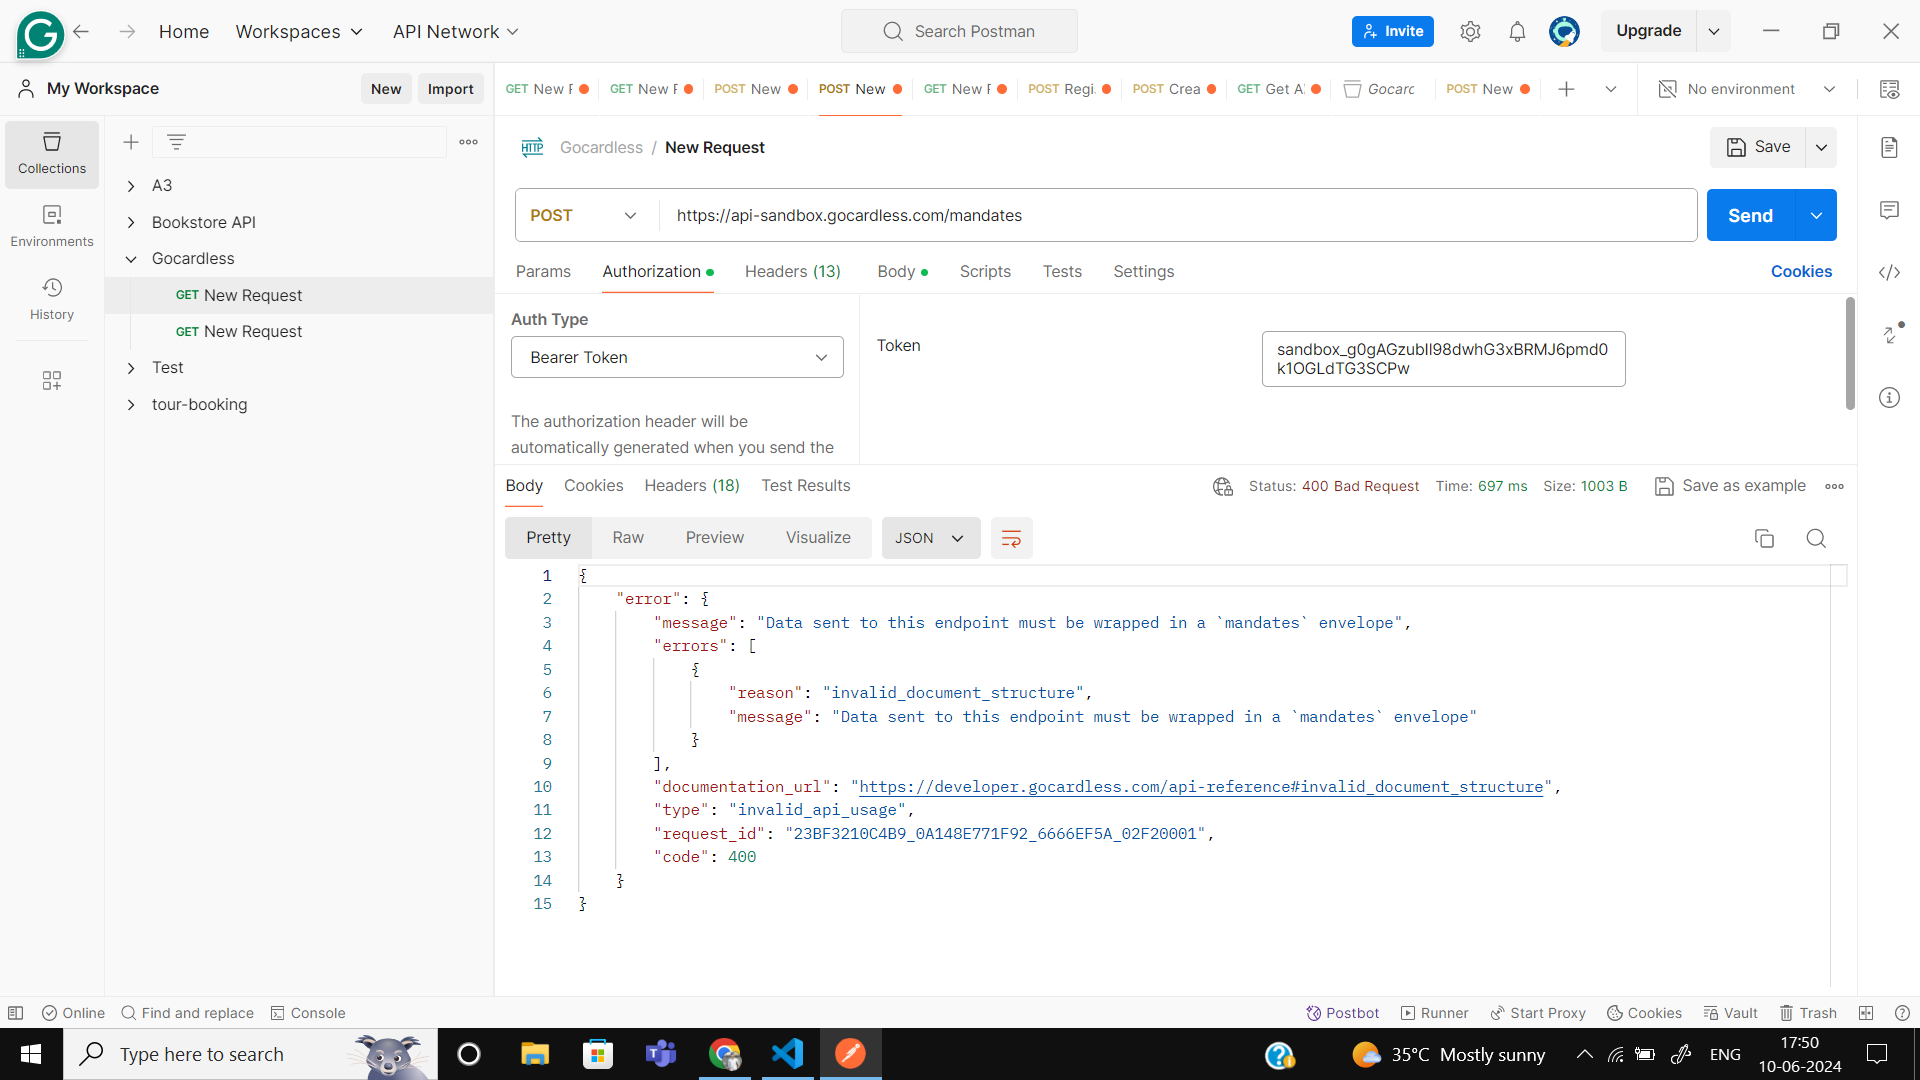 Home
Workspaces
API Network
Search Postman
Invite
Upgrade
My Workspace
New
Import
GET New
GET New
POST New
POST New
GET New
POST Regi
POST Crea
GET Get A
Gocarc
POST New
No environment
Collections
Environments
History
A3
Bookstore API
Gocardless
GET New Request
GET New Request
Test
tour-booking
HTTP
Gocardless / New Request
Save
POST
https://api-sandbox.gocardless.com/mandates
Send
Params
Authorization
Headers (13)
Body
Scripts
Tests
Settings
Cookies
Auth Type
Bearer Token
The authorization header will be
automatically generated when you send the
Token
sandbox_g0gAGzubII98dwhG3xBRMJ6pmd0
k1OGLdTG3SCPw
Body
Cookies
Headers (18)
Test Results
Status: 400 Bad Request
Time: 697 ms
Size: 1003 B
Save as example
Pretty
Raw
Preview
Visualize
JSON
1 {
2 "error": {
3 "message": "Data sent to this endpoint must be wrapped in a `mandates` envelope",
4 "errors": [
5 {
6 "reason": "invalid_document_structure",
7 "message": "Data sent to this endpoint must be wrapped in a `mandates` envelope"
8 }
9 ],
10 "documentation_url": "https://developer.gocardless.com/api-reference#invalid_document_structure",
11 "type": "invalid_api_usage",
12 "request_id": "23BF3210C4B9_0A148E771F92_6666EF5A_02F20001",
13 "code": 400
14 }
15 }
Online
Find and replace
Console
Postbot
Runner
Start Proxy
Cookies
Vault
Trash
Type here to search
35°C Mostly sunny
ENG
17:50
10-06-2024